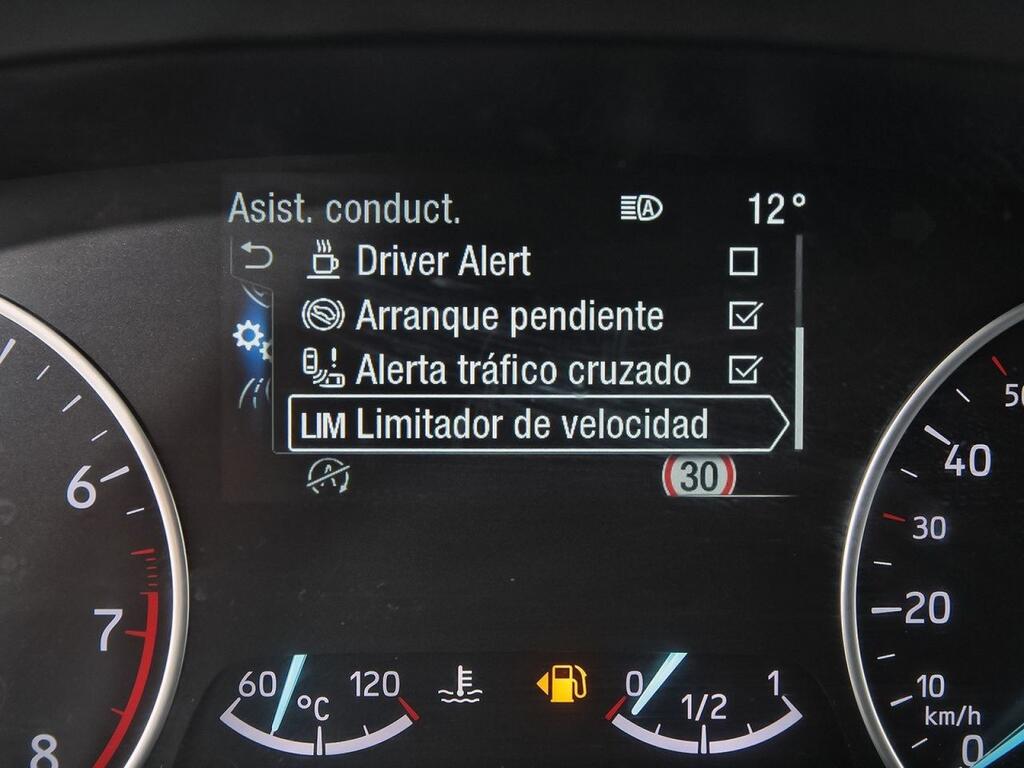 Asist. conduct. A 12°
Driver Alert
Arranque pendiente
Alerta tráfico cruzado
LIM Limitador de velocidad
A 30
6
7
8
60 °C 120
0 1/2 1
50
40
30
20
10
km/h
0